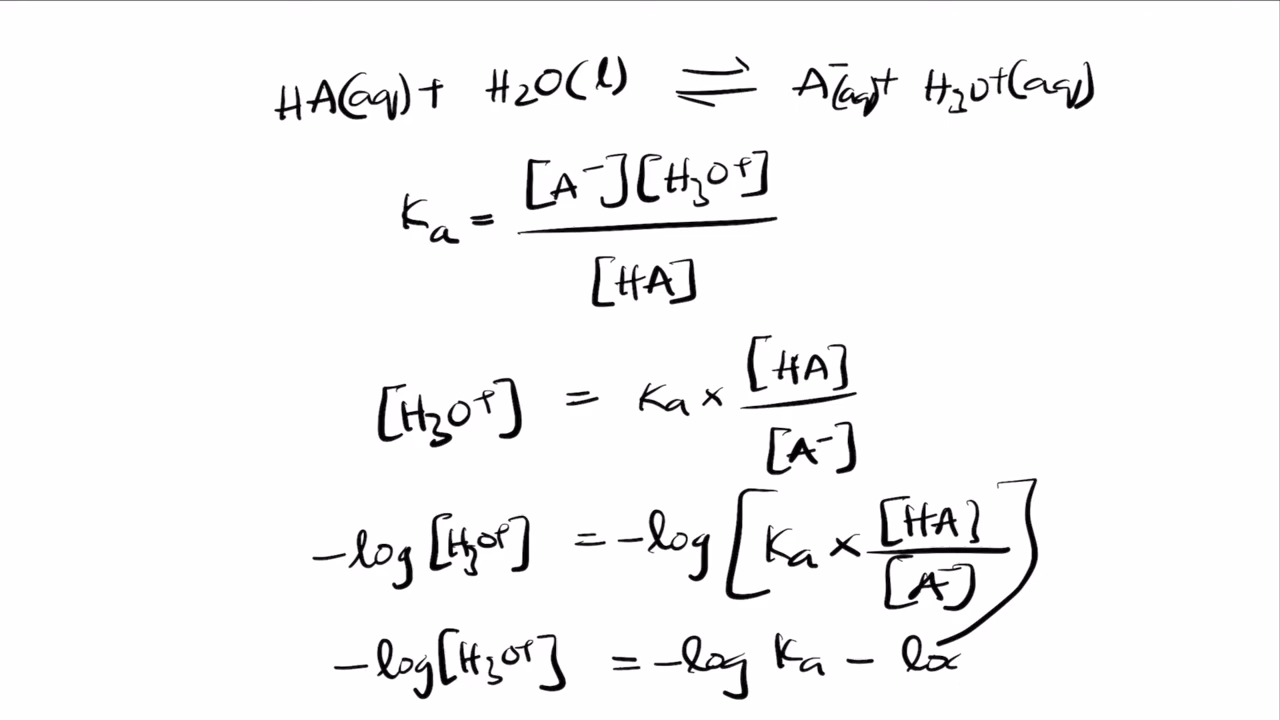 HA(aq) + H2O(l) ⇌ A⁻(aq) + H3O+(aq)
Ka = [A⁻][H3O+] / [HA]
[H3O+] = Ka × [HA] / [A⁻]
-log [H3O+] = -log [Ka × [HA] / [A⁻]]
-log[H3O+] = -log Ka - lo